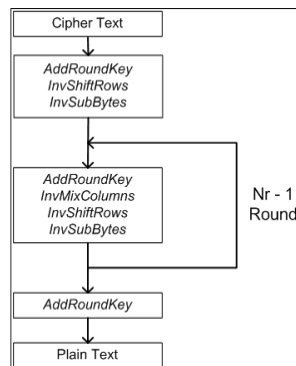 Cipher Text
AddRoundKey
InvShiftRows
InvSubBytes
AddRoundKey
InvMixColumns
InvShiftRows
InvSubBytes
Nr - 1
Round
AddRoundKey
Plain Text